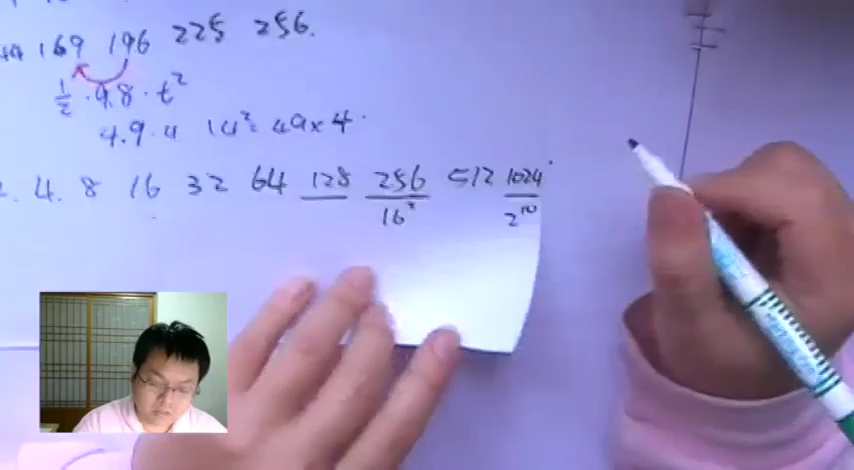 169 196 225 256.
1/2 · 9.8 · t²
4.9·4 14² = 49×4·
4. 8 16 32 64 128 256 512 1024
16² 2¹⁰